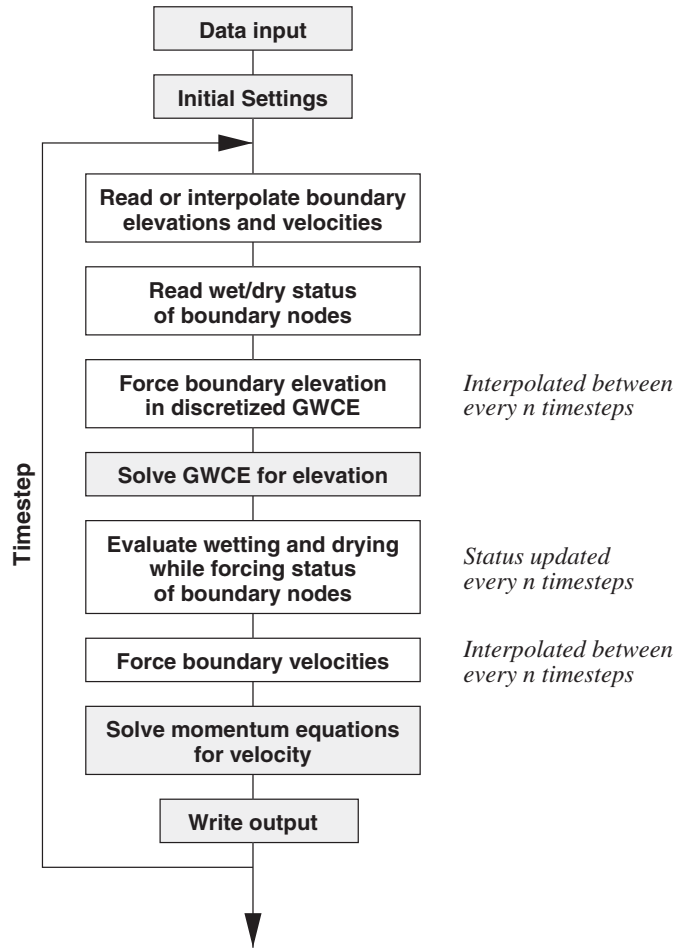 Data input
Initial Settings
Read or interpolate boundary
elevations and velocities
Read wet/dry status
of boundary nodes
Force boundary elevation
in discretized GWCE
Interpolated between
every n timesteps
Solve GWCE for elevation
Timestep
Evaluate wetting and drying
while forcing status
of boundary nodes
Status updated
every n timesteps
Force boundary velocities
Interpolated between
every n timesteps
Solve momentum equations
for velocity
Write output